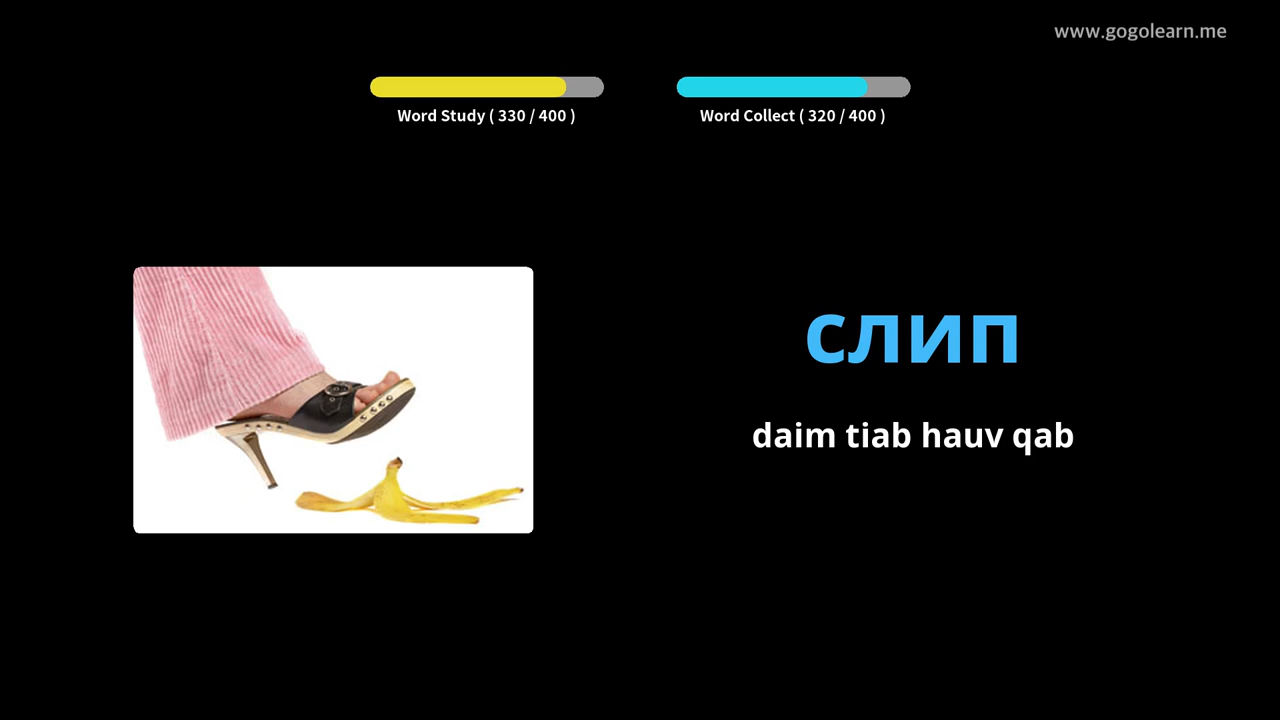 www.gogolearn.me
Word Study ( 330 / 400 )
Word Collect ( 320 / 400 )
слип
daim tiab hauv qab